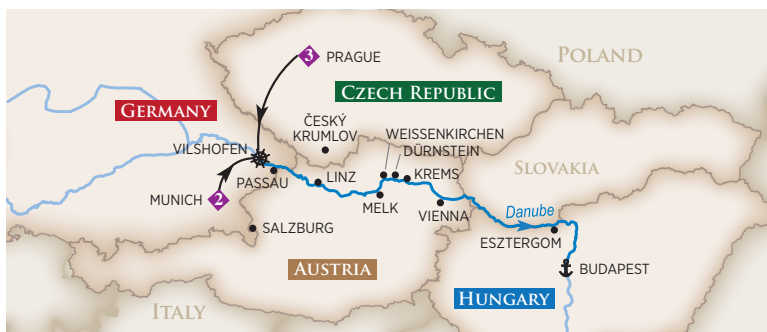 3 PRAGUE
POLAND
CZECH REPUBLIC
GERMANY
ČESKÝ
KRUMLOV
WEISSENKIRCHEN
DÜRNSTEIN
VILSHOFEN
SLOVAKIA
PASSAU
LINZ
KREMS
MUNICH 2
MELK
VIENNA
Danube
SALZBURG
ESZTERGOM
AUSTRIA
BUDAPEST
HUNGARY
ITALY